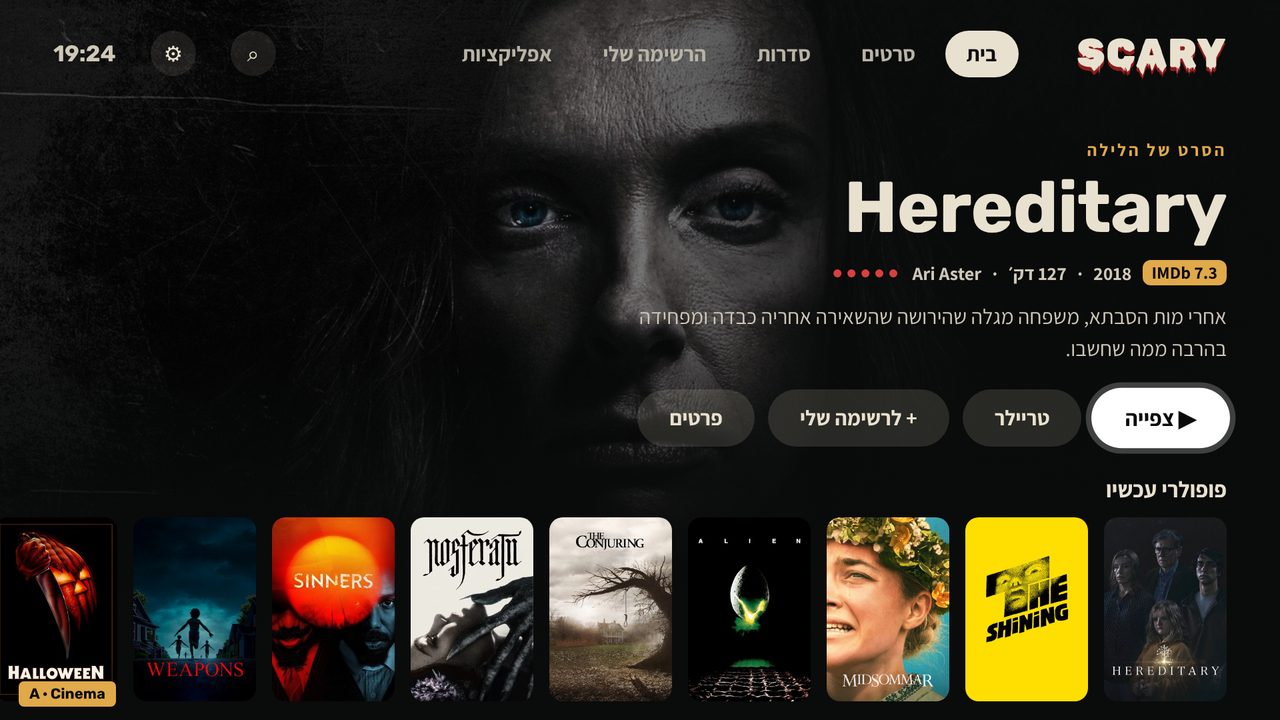 SCARY
בית
סרטים
סדרות
הרשימה שלי
אפליקציות
19:24
הסרט של הלילה
Hereditary
IMDb 7.3 2018 · 127 דק׳ · Ari Aster
אחרי מות הסבתא, משפחה מגלה שהירושה שהשאירה אחריה כבדה ומפחידה
בהרבה ממה שחשבו.
▶ צפייה
טריילר
+ לרשימה שלי
פרטים
פופולרי עכשיו
HEREDITARY
THE SHiNiNG
MIDSOMMAR
ALIEN
THE CONJURING
nosferatu
SINNERS
WEAPONS
HALLOWEEN
A • Cinema